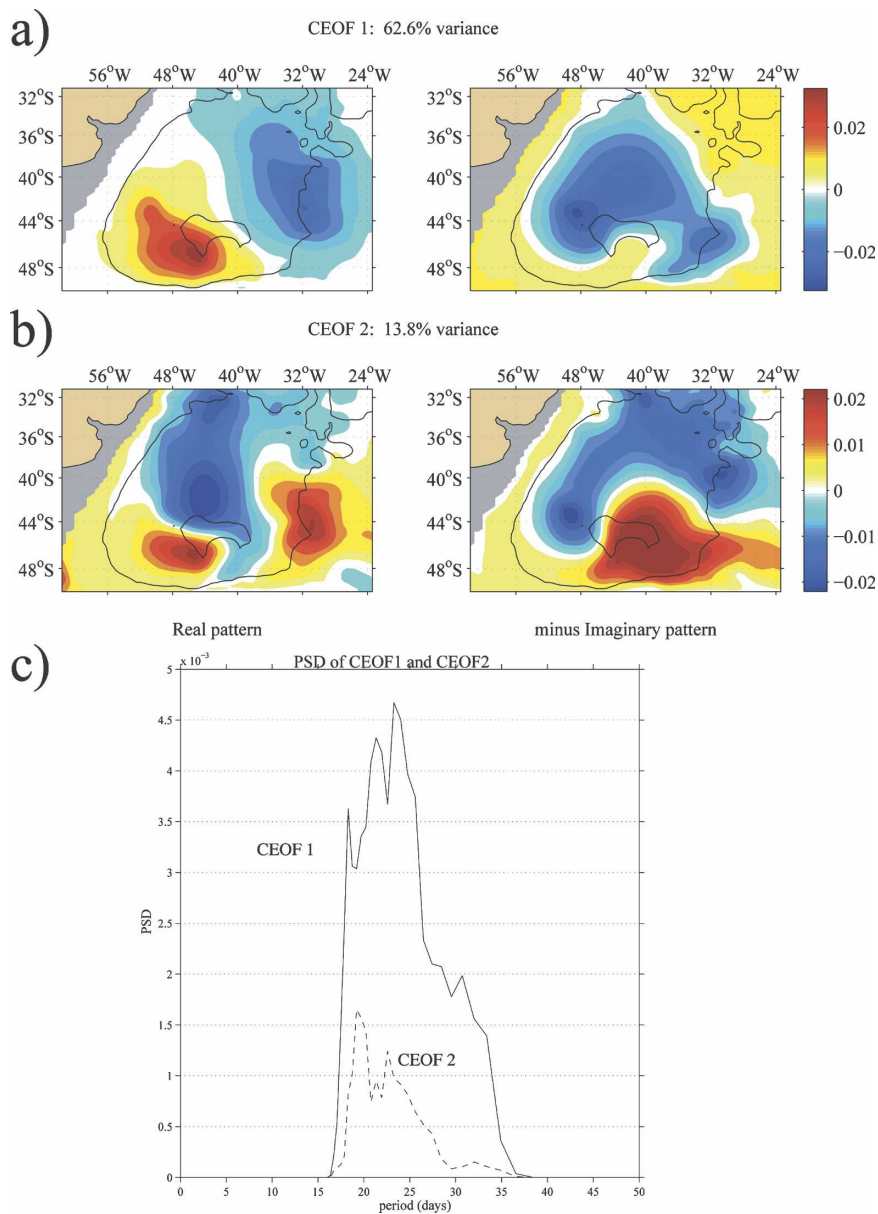 a)
CEOF 1: 62.6% variance
56°W 48°W 40°W 32°W 24°W 56°W 48°W 40°W 32°W 24°W
32°S 32°S
36°S 36°S
40°S 40°S
44°S 44°S
48°S 48°S
0.02
0
−0.02
b)
CEOF 2: 13.8% variance
56°W 48°W 40°W 32°W 24°W 56°W 48°W 40°W 32°W 24°W
32°S 32°S
36°S 36°S
40°S 40°S
44°S 44°S
48°S 48°S
0.02
0.01
0
−0.01
−0.02
Real pattern minus Imaginary pattern
c)
x 10⁻³ PSD of CEOF1 and CEOF2
5
4.5
4
3.5
3
2.5
2
1.5
1
0.5
0
PSD
CEOF 1
CEOF 2
0 5 10 15 20 25 30 35 40 45 50
period (days)